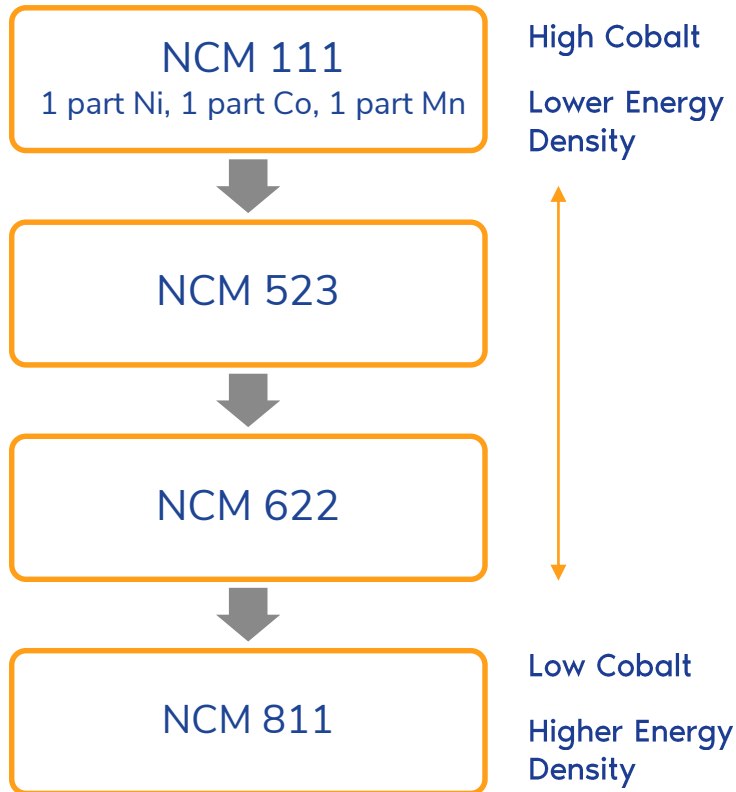 NCM 111
1 part Ni, 1 part Co, 1 part Mn
High Cobalt
Lower Energy
Density
NCM 523
NCM 622
NCM 811
Low Cobalt
Higher Energy
Density